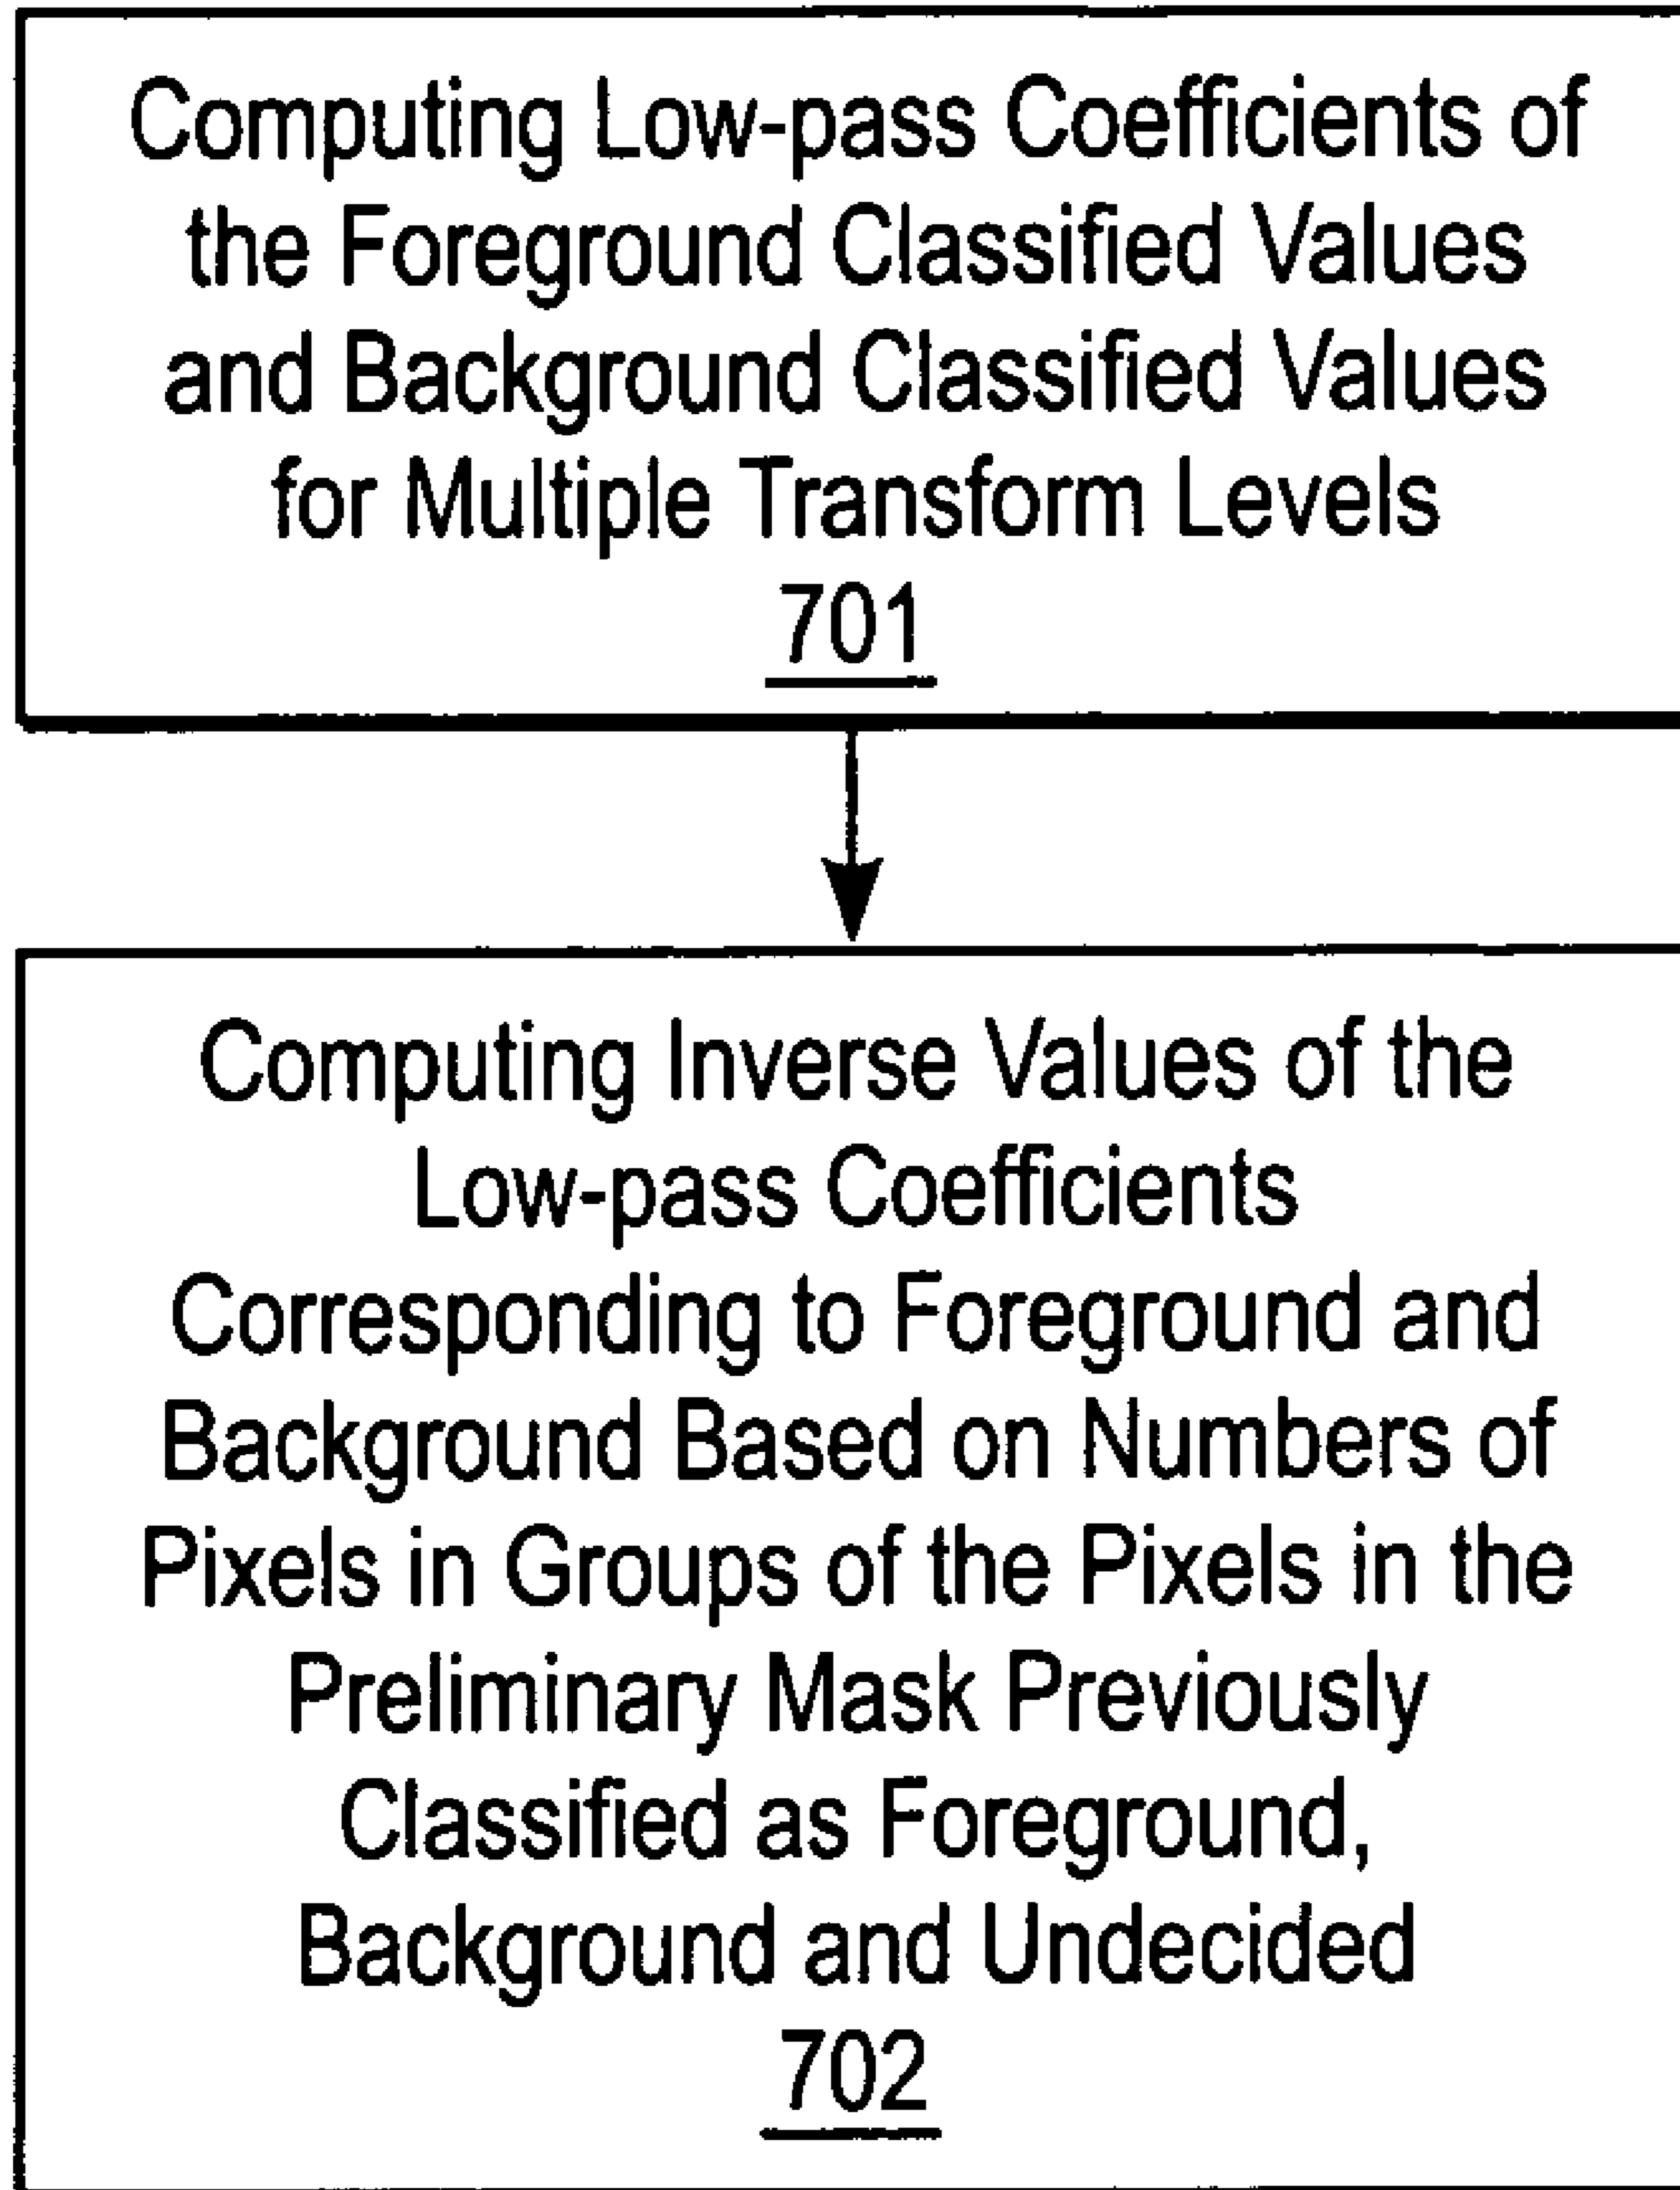 Computing Low-pass Coefficients of
the Foreground Classified Values
and Background Classified Values
for Multiple Transform Levels
701
Computing Inverse Values of the
Low-pass Coefficients
Corresponding to Foreground and
Background Based on Numbers of
Pixels in Groups of the Pixels in the
Preliminary Mask Previously
Classified as Foreground,
Background and Undecided
702